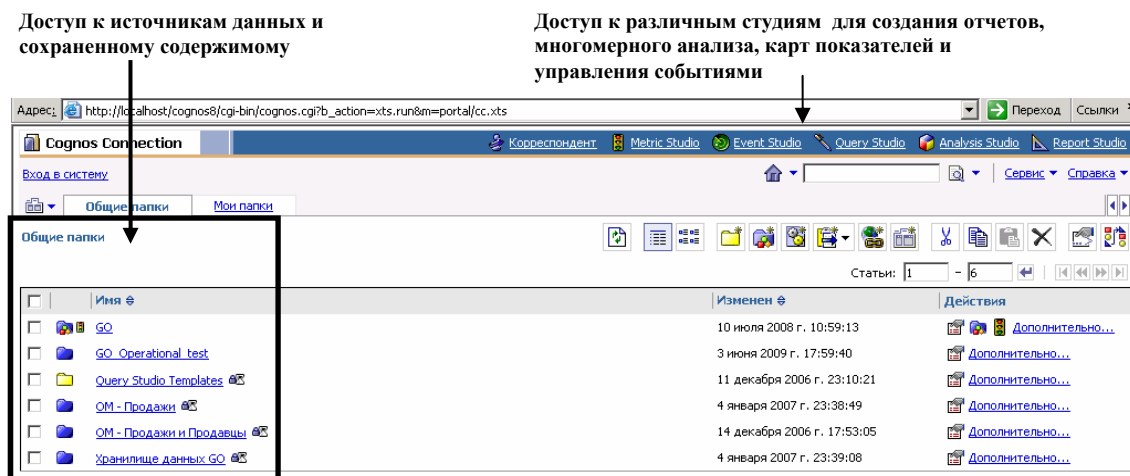 Доступ к источникам данных и
сохраненному содержимому
Доступ к различным студиям для создания отчетов,
многомерного анализа, карт показателей и
управления событиями
Адрес: http://localhost/cognos8/cgi-bin/cognos.cgi?b_action=xts.run&m=portal/cc.xts Переход Ссылки
Cognos Connection Корреспондент Metric Studio Event Studio Query Studio Analysis Studio Report Studio
Вход в систему Сервис Справка
Общие папки Мои папки
Общие папки
Статьи: 1 - 6
Имя Изменен Действия
GO 10 июля 2008 г. 10:59:13 Дополнительно...
GO_Operational_test 3 июня 2009 г. 17:59:40 Дополнительно...
Query Studio Templates 11 декабря 2006 г. 23:10:21 Дополнительно...
ОМ - Продажи 4 января 2007 г. 23:38:49 Дополнительно...
ОМ - Продажи и Продавцы 14 декабря 2006 г. 17:53:05 Дополнительно...
Хранилище данных GO 4 января 2007 г. 23:39:08 Дополнительно...